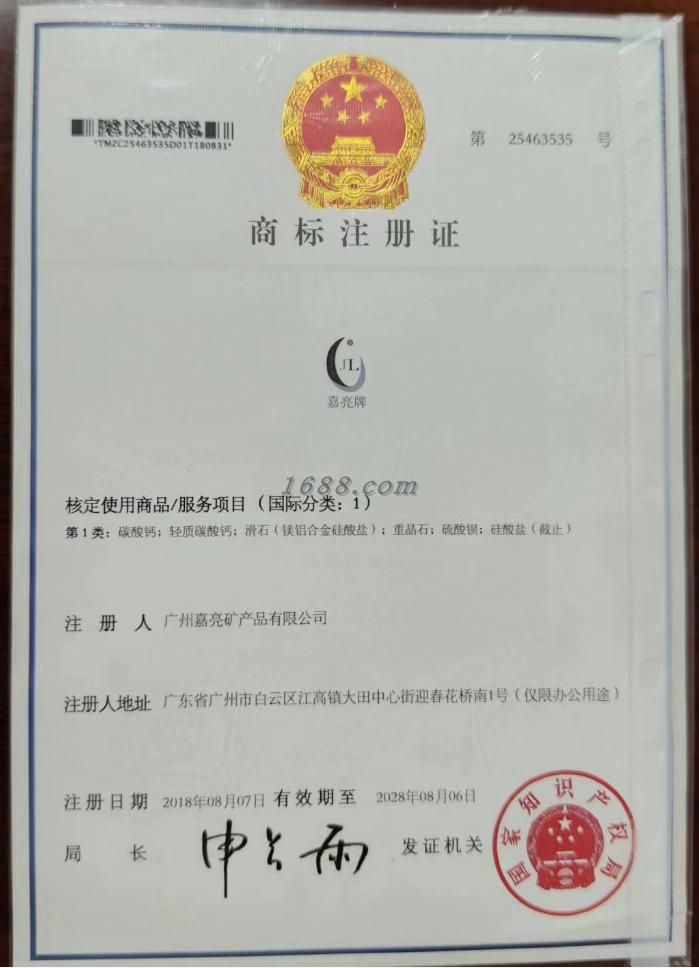 *TMZC25463535D01T180831*
第 25463535 号
商标注册证
JL
嘉亮牌
1688.com
核定使用商品/服务项目（国际分类：1）
第1类：碳酸钙；轻质碳酸钙；滑石（镁铝合金硅酸盐）；重晶石；硫酸钡；硅酸盐（截止）
注册人 广州嘉亮矿产品有限公司
注册人地址 广东省广州市白云区江高镇大田中心街迎春花桥南1号（仅限办公用途）
注册日期 2018年08月07日 有效期至 2028年08月06日
局长 申长雨 发证机关
国家知识产权局